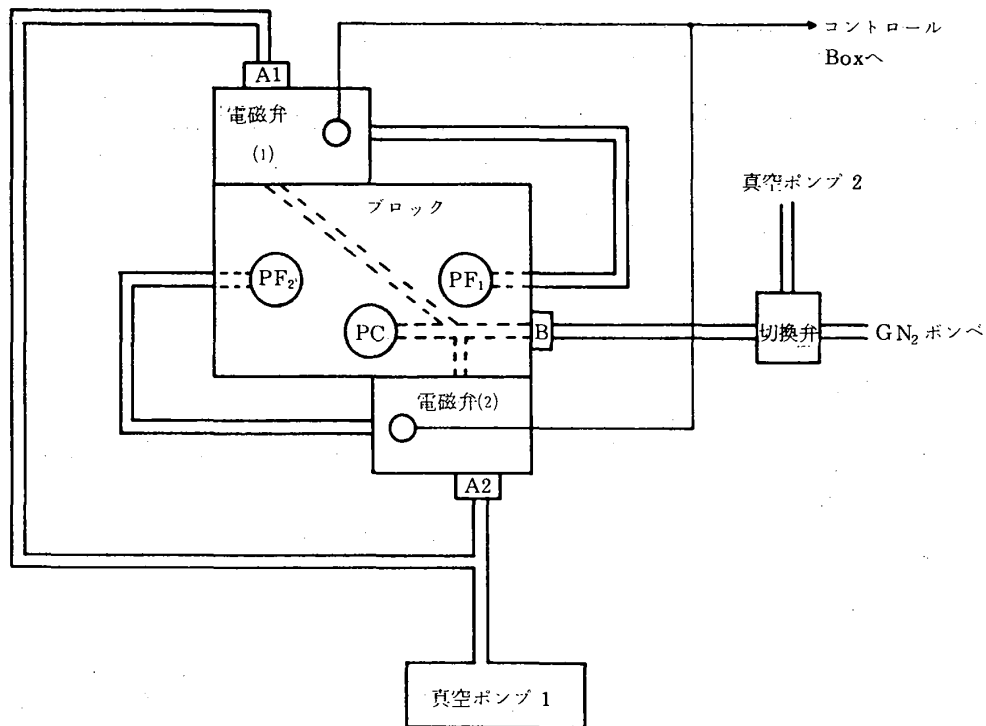 コントロール
Boxへ
A1
電磁弁
(1)
ブロック
真空ポンプ 2
PF₂
PF₁
PC
B
切換弁
GN₂ ボンベ
電磁弁(2)
A2
真空ポンプ 1